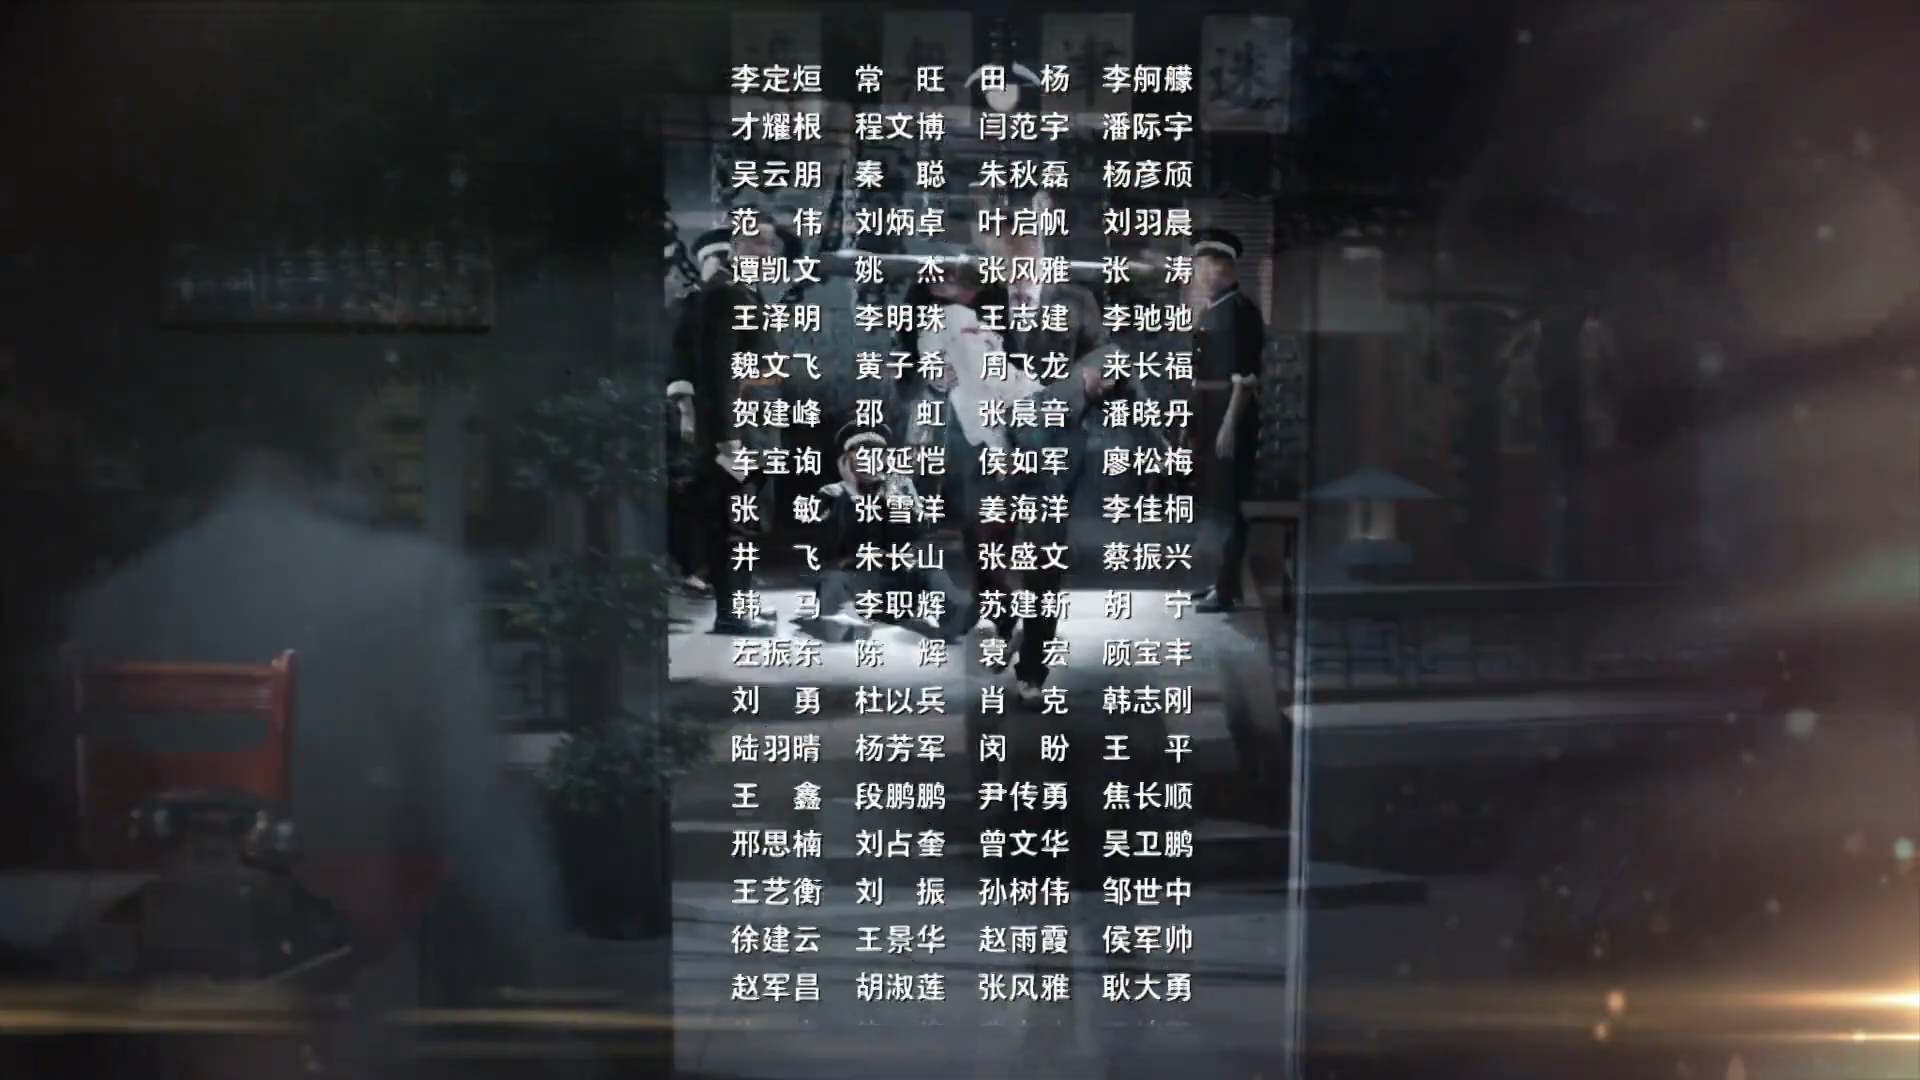 李定烜 常 旺 田 杨 李舸艨
才耀根 程文博 闫范宇 潘际宇
吴云朋 秦 聪 朱秋磊 杨彦颀
范 伟 刘炳卓 叶启帆 刘羽晨
谭凯文 姚 杰 张风雅 张 涛
王泽明 李明珠 王志建 李驰驰
魏文飞 黄子希 周飞龙 来长福
贺建峰 邵 虹 张晨音 潘晓丹
车宝询 邹延恺 侯如军 廖松梅
张 敏 张雪洋 姜海洋 李佳桐
井 飞 朱长山 张盛文 蔡振兴
韩 马 李职辉 苏建新 胡 宁
左振东 陈 辉 袁 宏 顾宝丰
刘 勇 杜以兵 肖 克 韩志刚
陆羽晴 杨芳军 闵 盼 王 平
王 鑫 段鹏鹏 尹传勇 焦长顺
邢思楠 刘占奎 曾文华 吴卫鹏
王艺衡 刘 振 孙树伟 邹世中
徐建云 王景华 赵雨霞 侯军帅
赵军昌 胡淑莲 张风雅 耿大勇